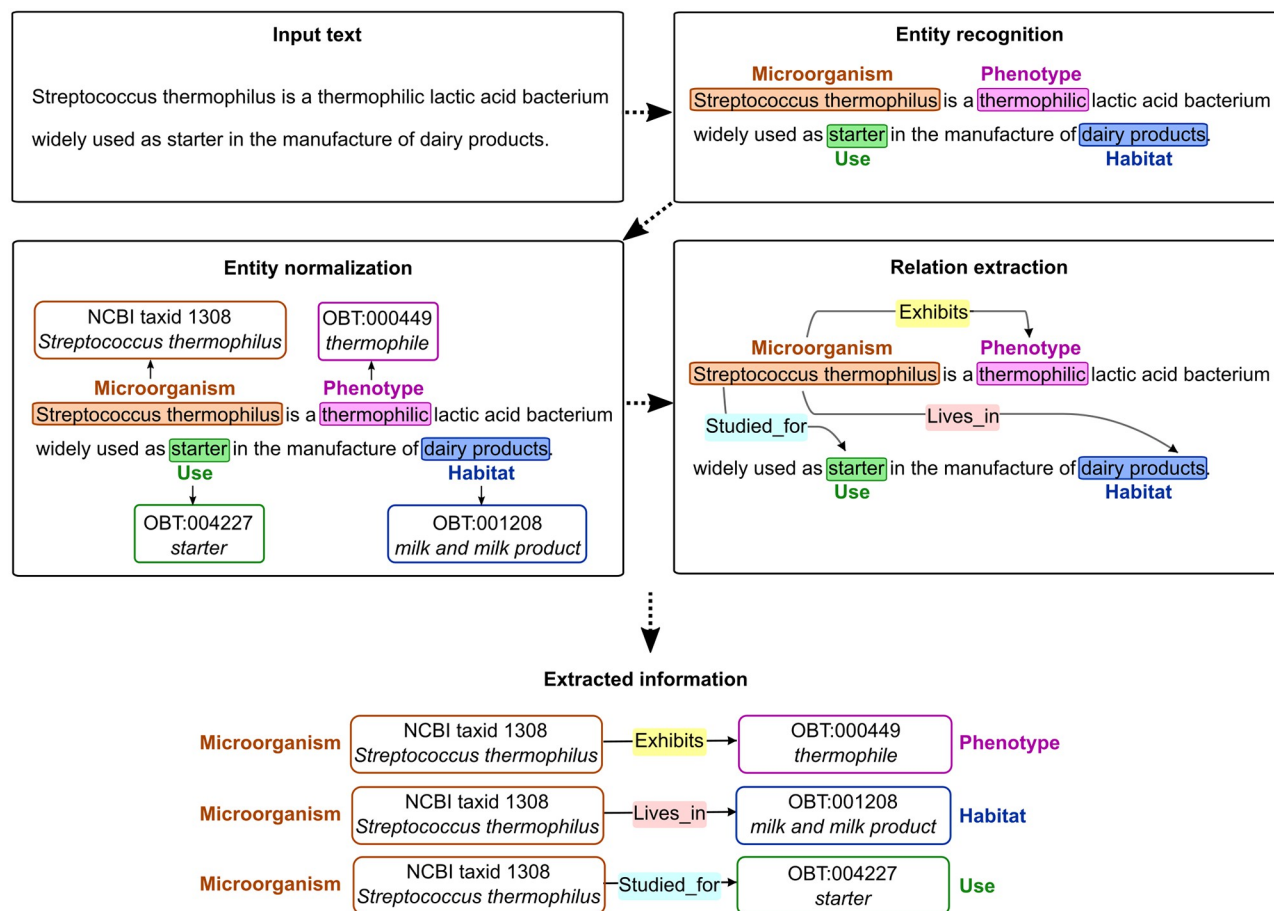 Input text
Streptococcus thermophilus is a thermophilic lactic acid bacterium
widely used as starter in the manufacture of dairy products.
Entity recognition
Microorganism Phenotype
Streptococcus thermophilus is a thermophilic lactic acid bacterium
widely used as starter in the manufacture of dairy products.
Use Habitat
Entity normalization
NCBI taxid 1308 OBT:000449
Streptococcus thermophilus thermophile
Microorganism Phenotype
Streptococcus thermophilus is a thermophilic lactic acid bacterium
widely used as starter in the manufacture of dairy products.
Use Habitat
OBT:004227 OBT:001208
starter milk and milk product
Relation extraction
Exhibits
Microorganism Phenotype
Streptococcus thermophilus is a thermophilic lactic acid bacterium
Studied_for Lives_in
widely used as starter in the manufacture of dairy products.
Use Habitat
Extracted information
NCBI taxid 1308 OBT:000449
Microorganism Streptococcus thermophilus Exhibits thermophile Phenotype
NCBI taxid 1308 OBT:001208
Microorganism Streptococcus thermophilus Lives_in milk and milk product Habitat
NCBI taxid 1308 OBT:004227
Microorganism Streptococcus thermophilus Studied_for starter Use